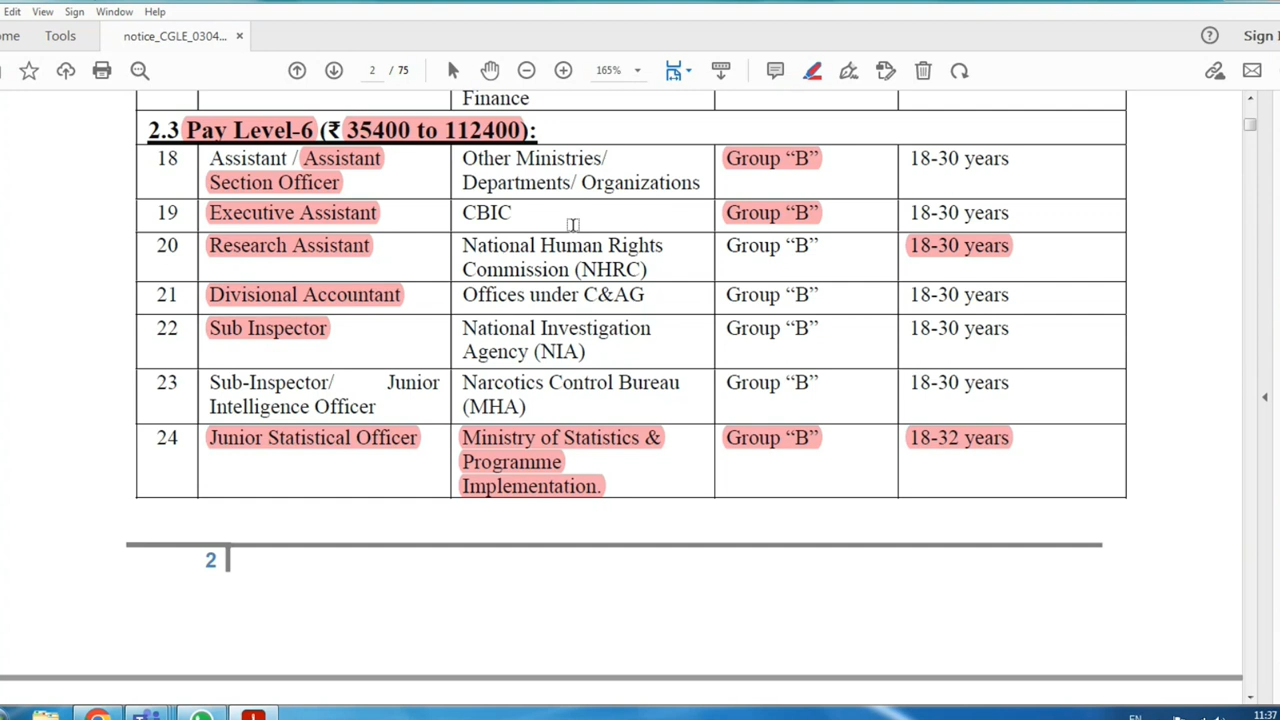 Edit View Sign Window Help
ome Tools notice_CGLE_0304... × Sign I
2 / 75 165%
Finance
2.3 Pay Level-6 (₹ 35400 to 112400):
18 Assistant / Assistant Section Officer Other Ministries/ Departments/ Organizations Group “B” 18-30 years
19 Executive Assistant CBIC Group “B” 18-30 years
20 Research Assistant National Human Rights Commission (NHRC) Group “B” 18-30 years
21 Divisional Accountant Offices under C&AG Group “B” 18-30 years
22 Sub Inspector National Investigation Agency (NIA) Group “B” 18-30 years
23 Sub-Inspector/ Junior Intelligence Officer Narcotics Control Bureau (MHA) Group “B” 18-30 years
24 Junior Statistical Officer Ministry of Statistics & Programme Implementation. Group “B” 18-32 years
2
EN 11:37